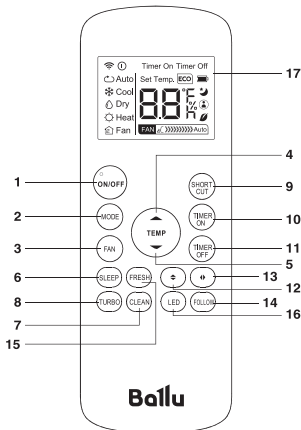 Timer On Timer Off
Auto Set Temp. ECO
Cool
Dry
Heat
Fan FAN Auto
88 °F % h
17
4
1 ON/OFF
SHORT CUT 9
2 MODE
TEMP
TIMER ON 10
3 FAN
TIMER OFF 11
5
6 SLEEP FRESH 13
12
8 TURBO CLEAN LED FOLLOW 14
7
16
15
Ballu